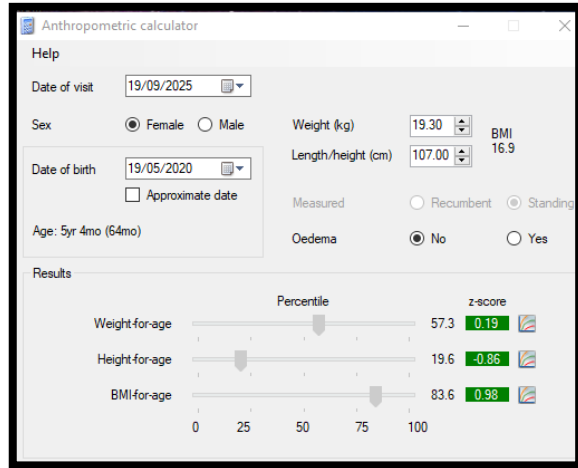 Anthropometric calculator
Help
Date of visit 19/09/2025
Sex Female Male Weight (kg) 19.30 BMI
Length/height (cm) 107.00 16.9
Date of birth 19/05/2020
Approximate date Measured Recumbent Standing
Age: 5yr 4mo (64mo) Oedema No Yes
Results
Percentile z-score
Weight-for-age 57.3 0.19
Height-for-age 19.6 -0.86
BMI-for-age 83.6 0.98
0 25 50 75 100